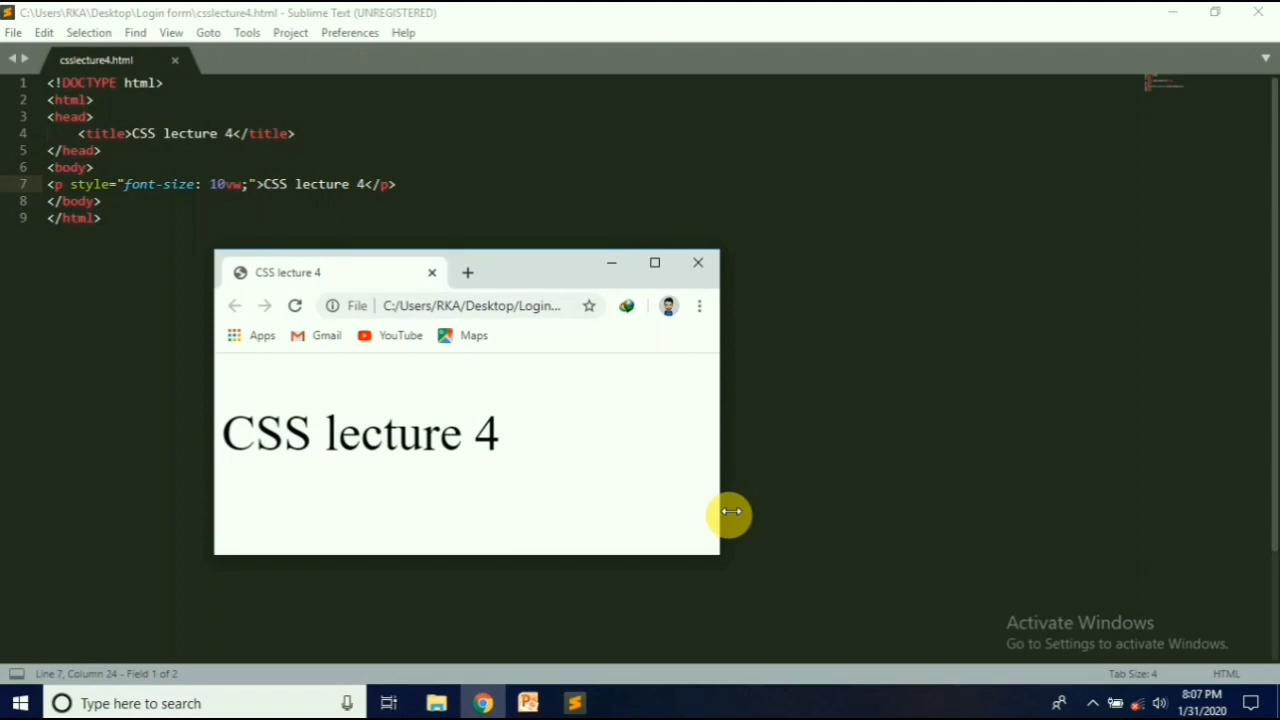 C:\Users\RKA\Desktop\Login form\csslecture4.html - Sublime Text (UNREGISTERED)
File Edit Selection Find View Goto Tools Project Preferences Help
csslecture4.html
1 <!DOCTYPE html>
2 <html>
3 <head>
4 <title>CSS lecture 4</title>
5 </head>
6 <body>
7 <p style="font-size: 10vw;">CSS lecture 4</p>
8 </body>
9 </html>
CSS lecture 4
File C:/Users/RKA/Desktop/Login...
Apps Gmail YouTube Maps
CSS lecture 4
Activate Windows
Go to Settings to activate Windows.
Line 7, Column 24 - Field 1 of 2 Tab Size: 4 HTML
Type here to search
8:07 PM
1/31/2020